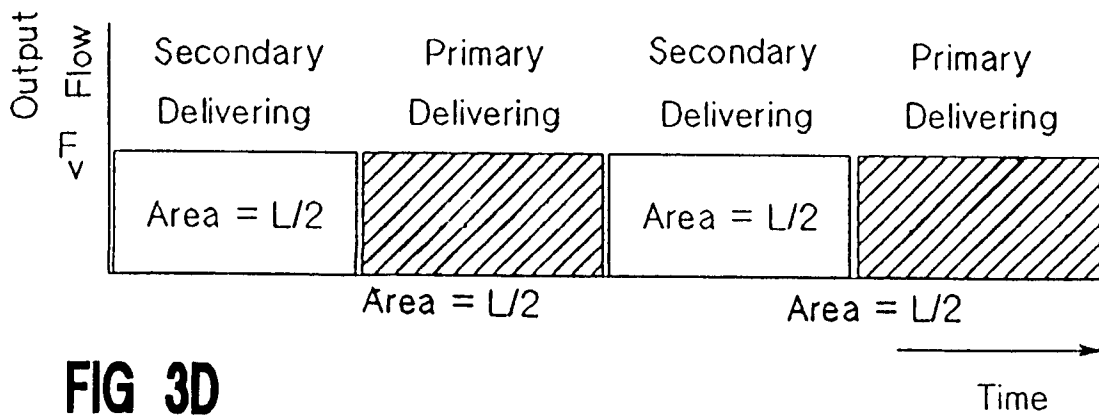 Output
Flow
<F
Secondary Delivering
Primary Delivering
Secondary Delivering
Primary Delivering
Area = L/2
Area = L/2
Area = L/2
Area = L/2
Time
FIG 3D